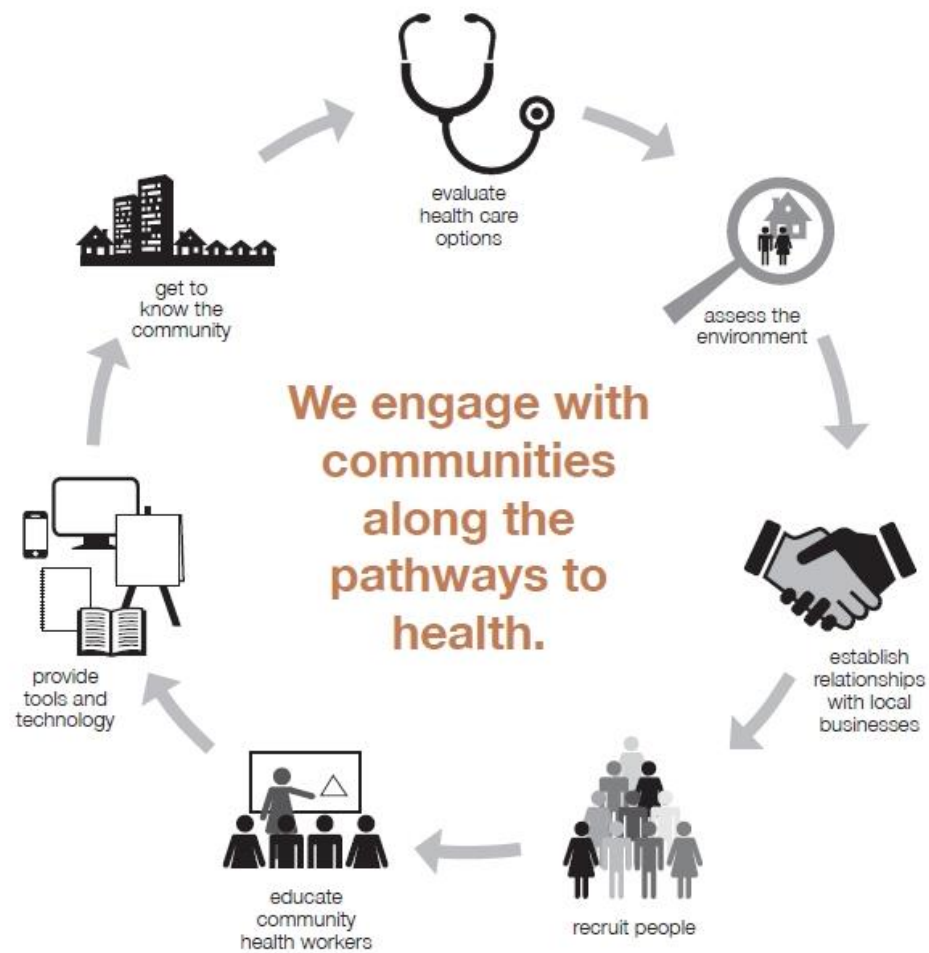 evaluate
health care
options
assess the
environment
establish
relationships
with local
businesses
recruit people
educate
community
health workers
provide
tools and
technology
get to
know the
community
We engage with
communities
along the
pathways to
health.